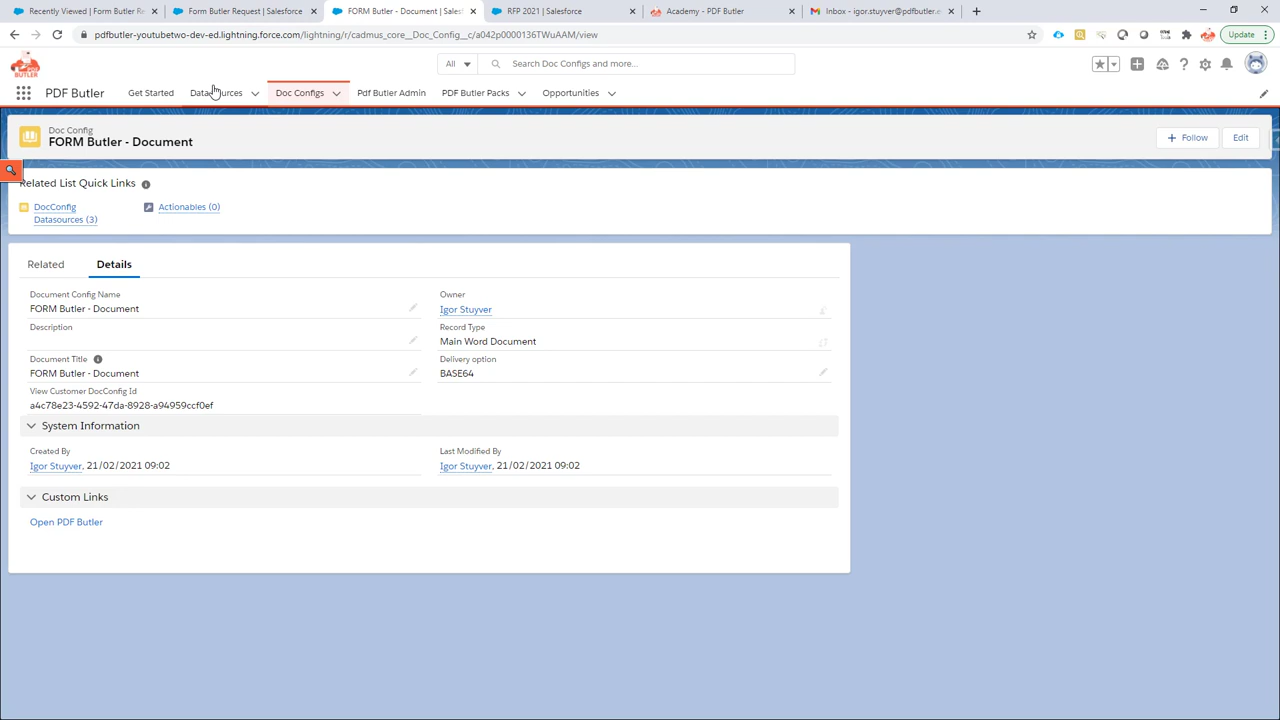 Recently Viewed | Form Butler Re
Form Butler Request | Salesforce
FORM Butler - Document | Salesf
RFP 2021 | Salesforce
Academy - PDF Butler
Inbox - igor.stuyver@pdfbutler.e
pdfbutler-youtubetwo-dev-ed.lightning.force.com/lightning/r/cadmus_core__Doc_Config__c/a042p0000136TWuAAM/view
Update
PDF BUTLER
All
Search Doc Configs and more...
PDF Butler
Get Started
Datasources
Doc Configs
Pdf Butler Admin
PDF Butler Packs
Opportunities
Doc Config
FORM Butler - Document
Follow
Edit
Related List Quick Links
DocConfig
Datasources (3)
Actionables (0)
Related
Details
Document Config Name
FORM Butler - Document
Owner
Igor Stuyver
Description
Record Type
Main Word Document
Document Title
FORM Butler - Document
Delivery option
BASE64
View Customer DocConfig Id
a4c78e23-4592-47da-8928-a94959ccf0ef
System Information
Created By
Igor Stuyver, 21/02/2021 09:02
Last Modified By
Igor Stuyver, 21/02/2021 09:02
Custom Links
Open PDF Butler